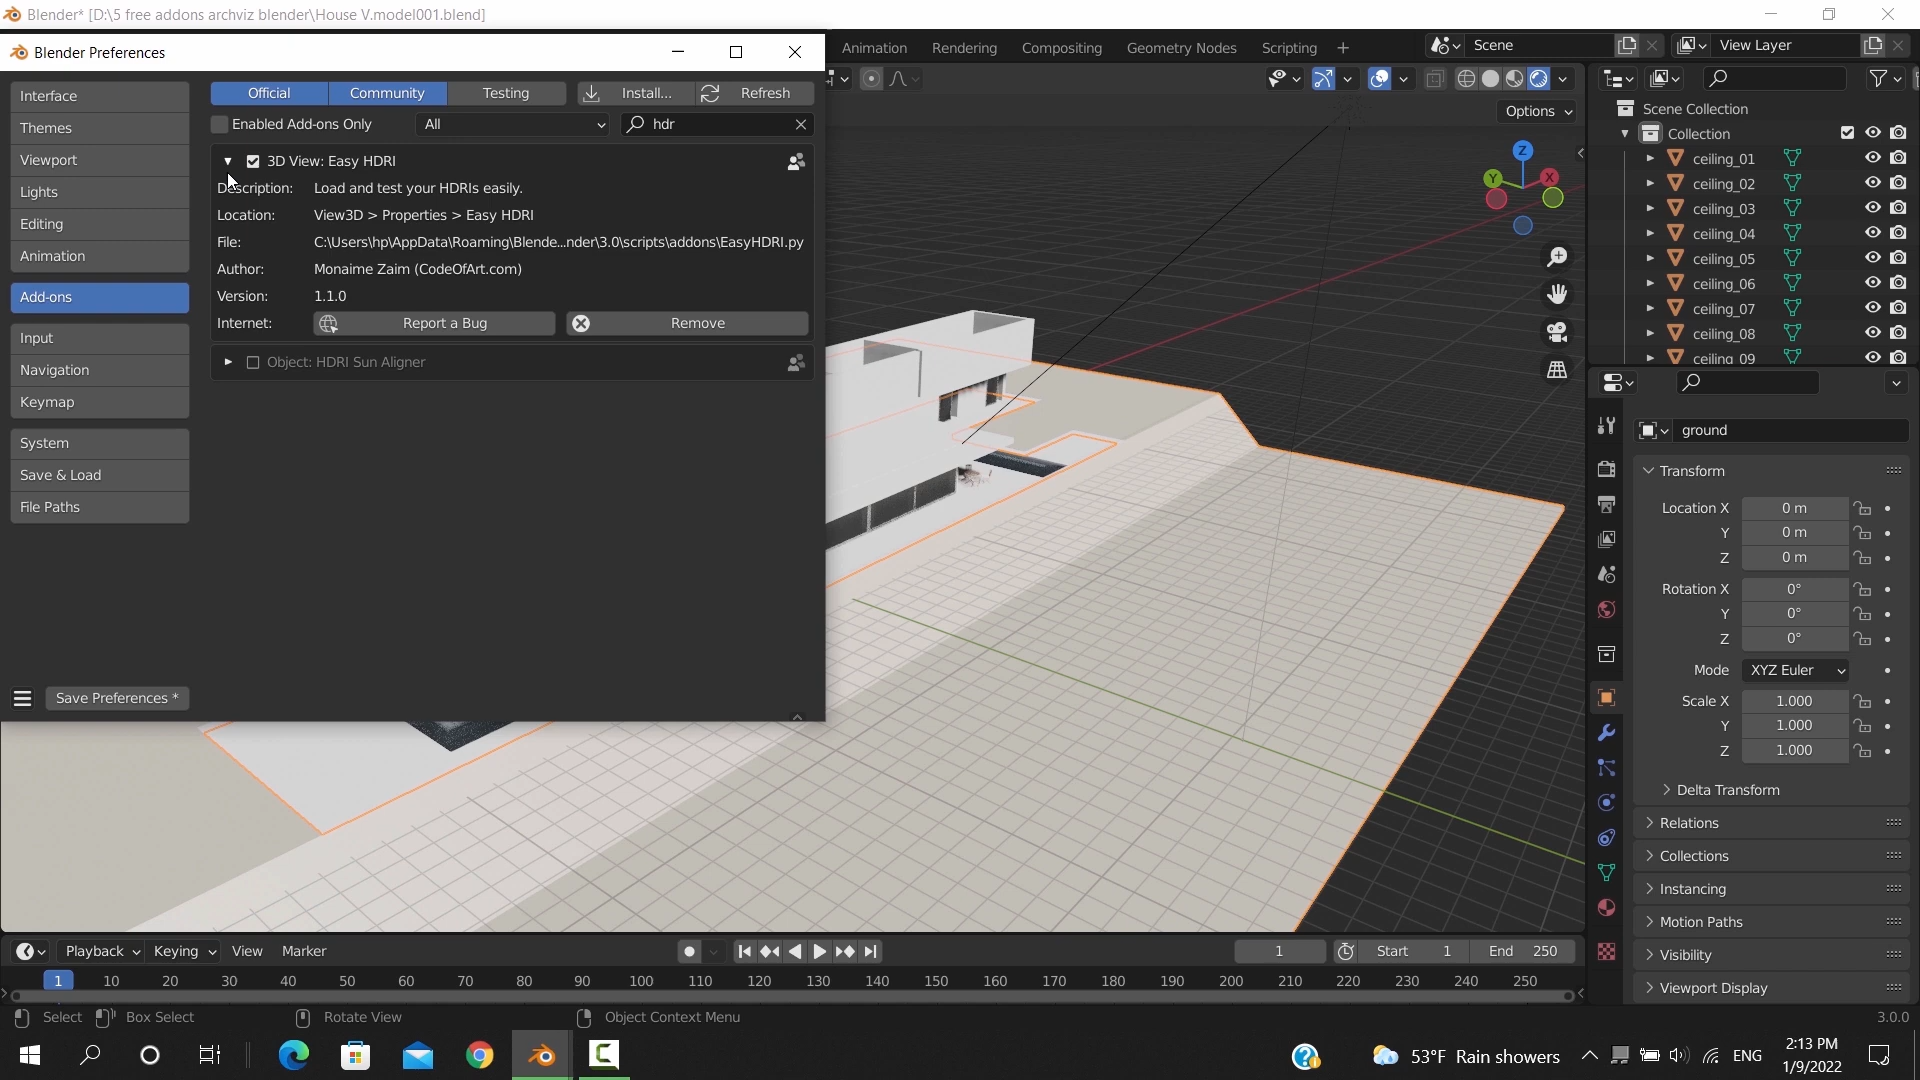 Blender* [D:\5 free addons archviz blender\House V.model001.blend]
Blender Preferences
Animation Rendering Compositing Geometry Nodes Scripting +
Scene
View Layer
Interface
Themes
Viewport
Lights
Editing
Animation
Add-ons
Input
Navigation
Keymap
System
Save & Load
File Paths
Save Preferences *
Official Community Testing Install... Refresh
Enabled Add-ons Only All hdr
3D View: Easy HDRI
Description: Load and test your HDRIs easily.
Location: View3D > Properties > Easy HDRI
File: C:\Users\hp\AppData\Roaming\Blende...nder\3.0\scripts\addons\EasyHDRI.py
Author: Monaime Zaim (CodeOfArt.com)
Version: 1.1.0
Internet: Report a Bug Remove
Object: HDRI Sun Aligner
Options
Z
Y
X
Scene Collection
Collection
ceiling_01
ceiling_02
ceiling_03
ceiling_04
ceiling_05
ceiling_06
ceiling_07
ceiling_08
ceiling_09
ground
Transform
Location X 0 m
Y 0 m
Z 0 m
Rotation X 0°
Y 0°
Z 0°
Mode XYZ Euler
Scale X 1.000
Y 1.000
Z 1.000
Delta Transform
Relations
Collections
Instancing
Motion Paths
Visibility
Viewport Display
Playback Keying View Marker
1 Start 1 End 250
1 10 20 30 40 50 60 70 80 90 100 110 120 130 140 150 160 170 180 190 200 210 220 230 240 250
Select Box Select Rotate View Object Context Menu 3.0.0
53°F Rain showers ENG
2:13 PM
1/9/2022